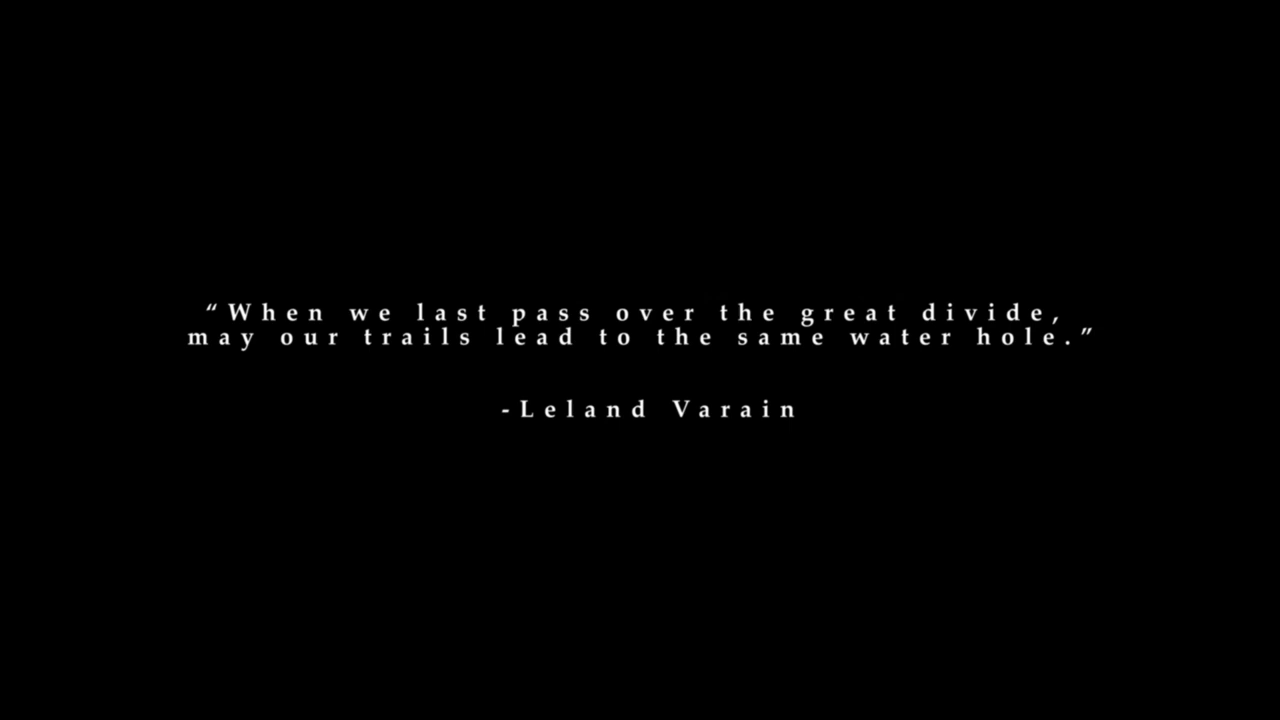 “When we last pass over the great divide,
may our trails lead to the same water hole.”
-Leland Varain